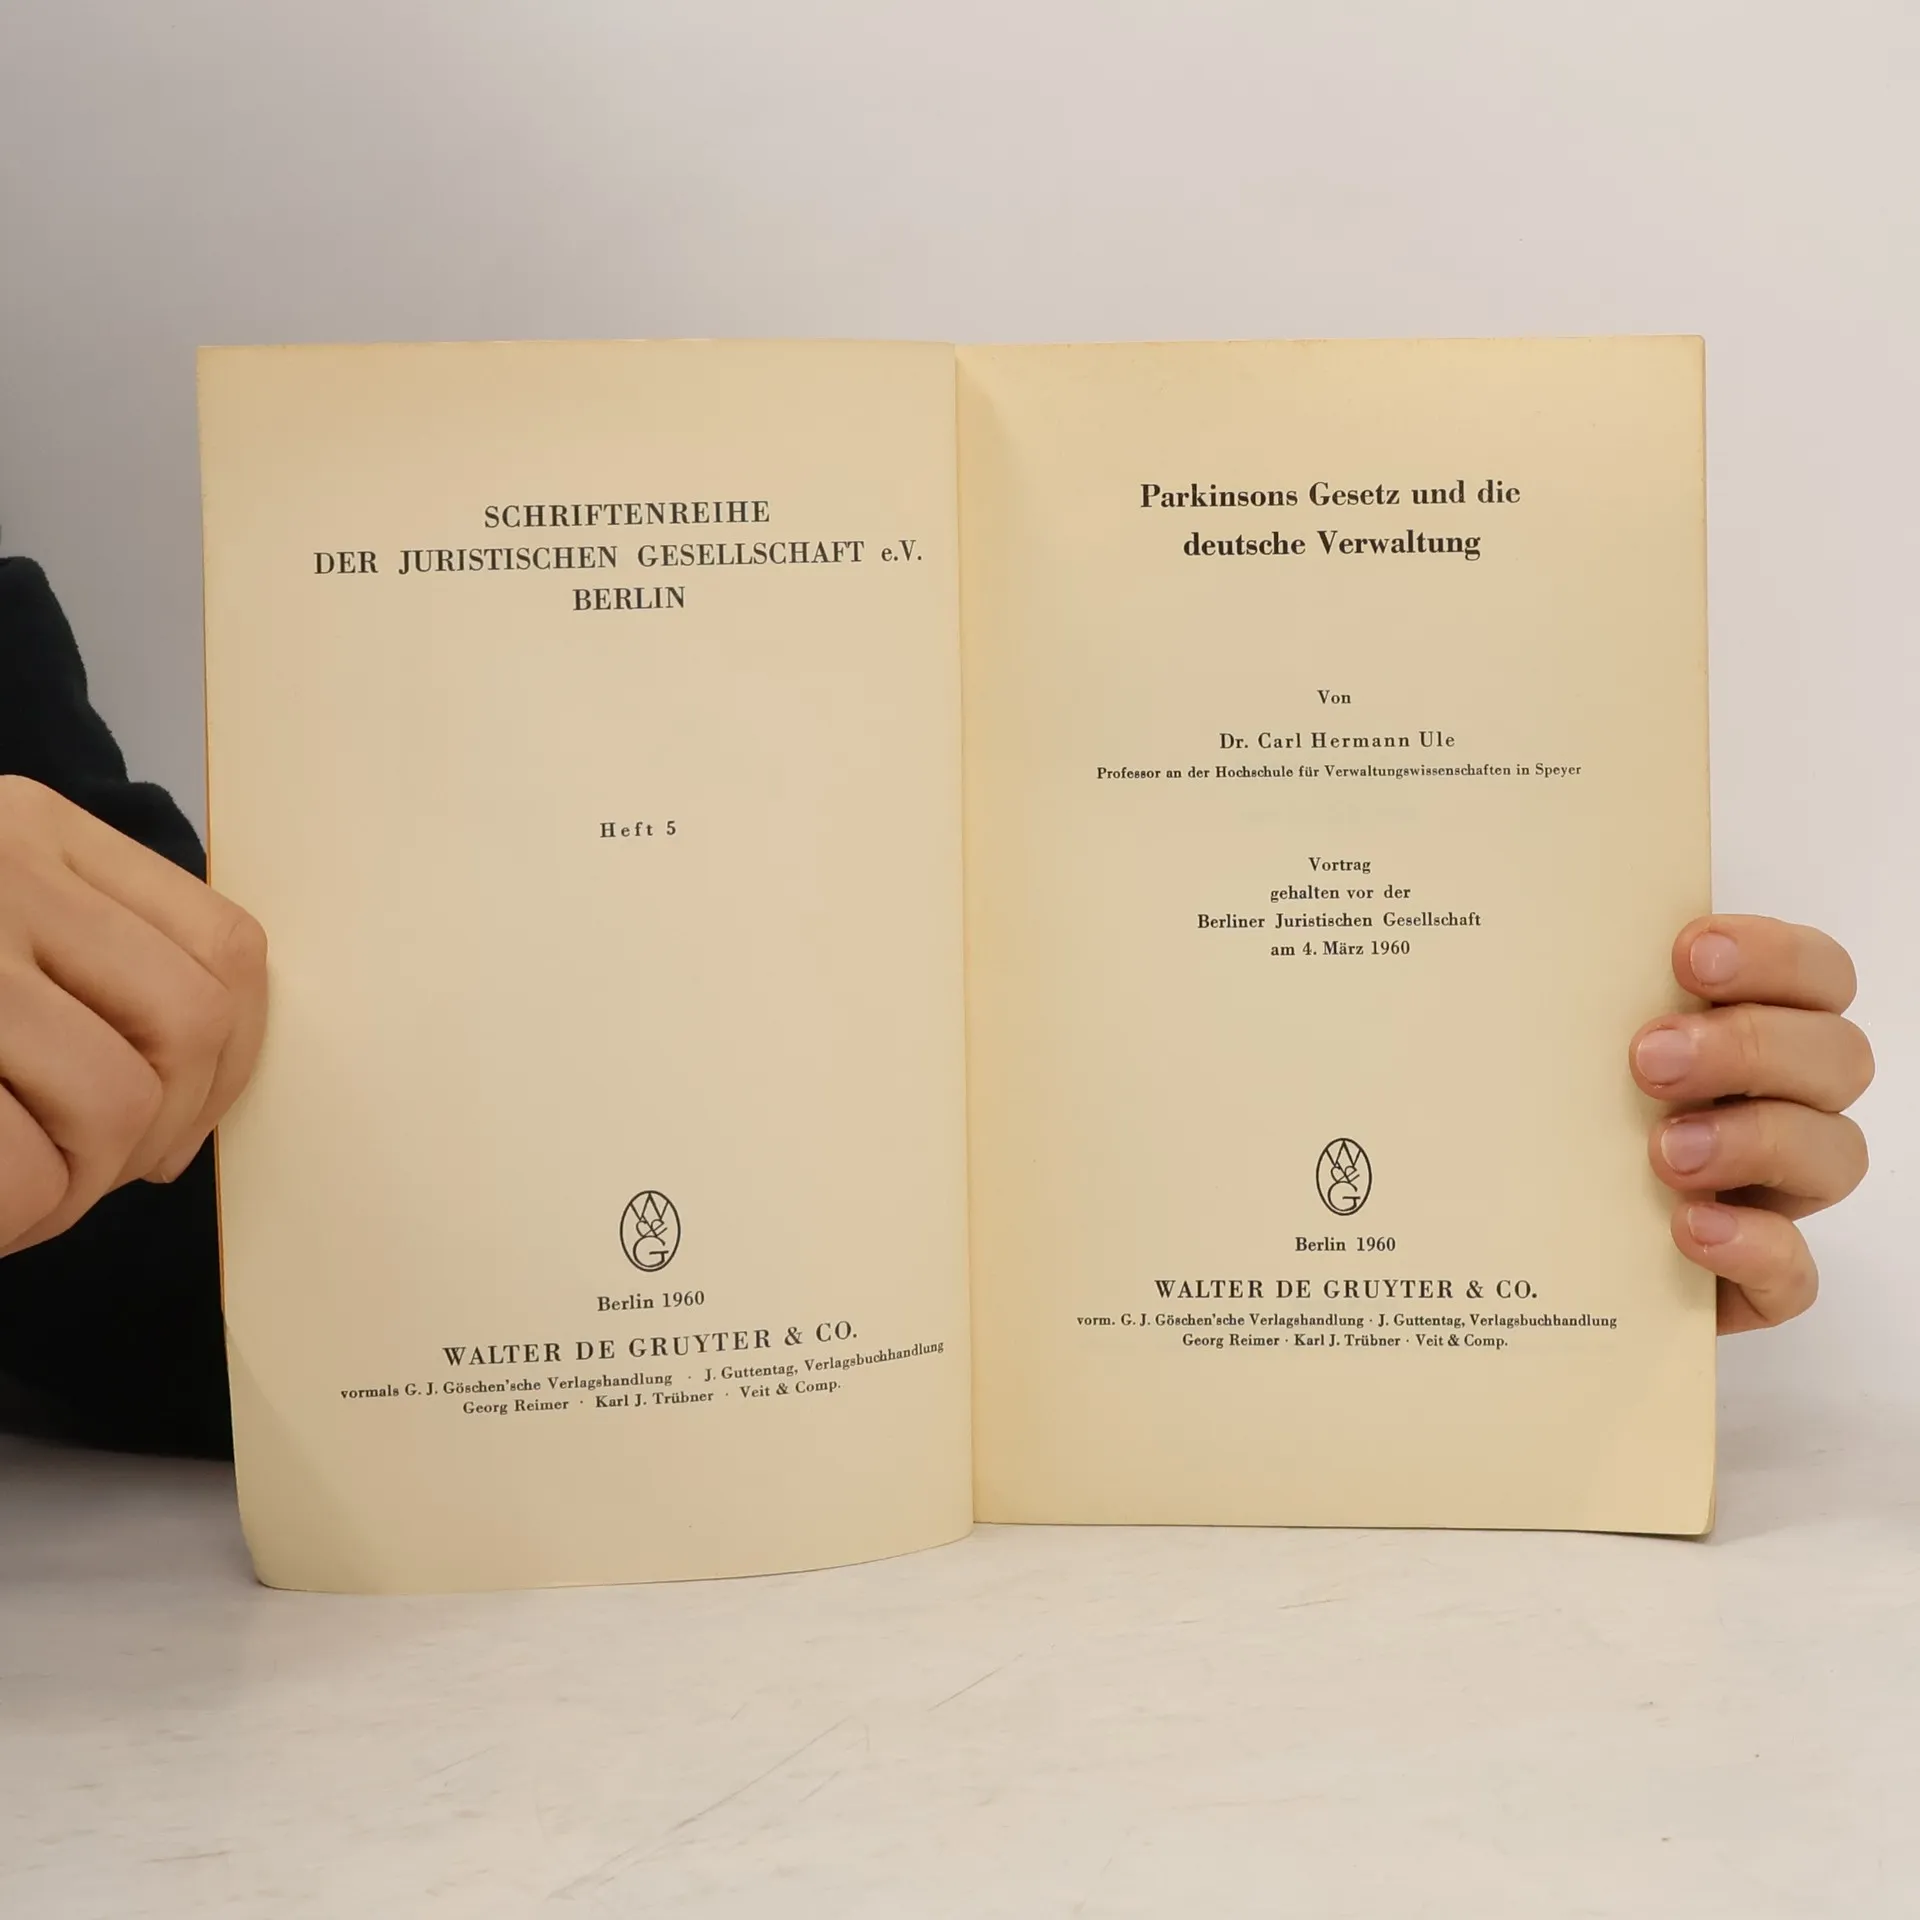 SCHRIFTENREIHE
DER JURISTISCHEN GESELLSCHAFT e.V.
BERLIN
Heft 5
W
de
G
Berlin 1960
WALTER DE GRUYTER & CO.
vormals G. J. Göschen'sche Verlagshandlung · J. Guttentag, Verlagsbuchhandlung
Georg Reimer · Karl J. Trübner · Veit & Comp.
Parkinsons Gesetz und die
deutsche Verwaltung
Von
Dr. Carl Hermann Ule
Professor an der Hochschule für Verwaltungswissenschaften in Speyer
Vortrag
gehalten vor der
Berliner Juristischen Gesellschaft
am 4. März 1960
W
de
G
Berlin 1960
WALTER DE GRUYTER & CO.
vorm. G. J. Göschen'sche Verlagshandlung · J. Guttentag, Verlagsbuchhandlung
Georg Reimer · Karl J. Trübner · Veit & Comp.